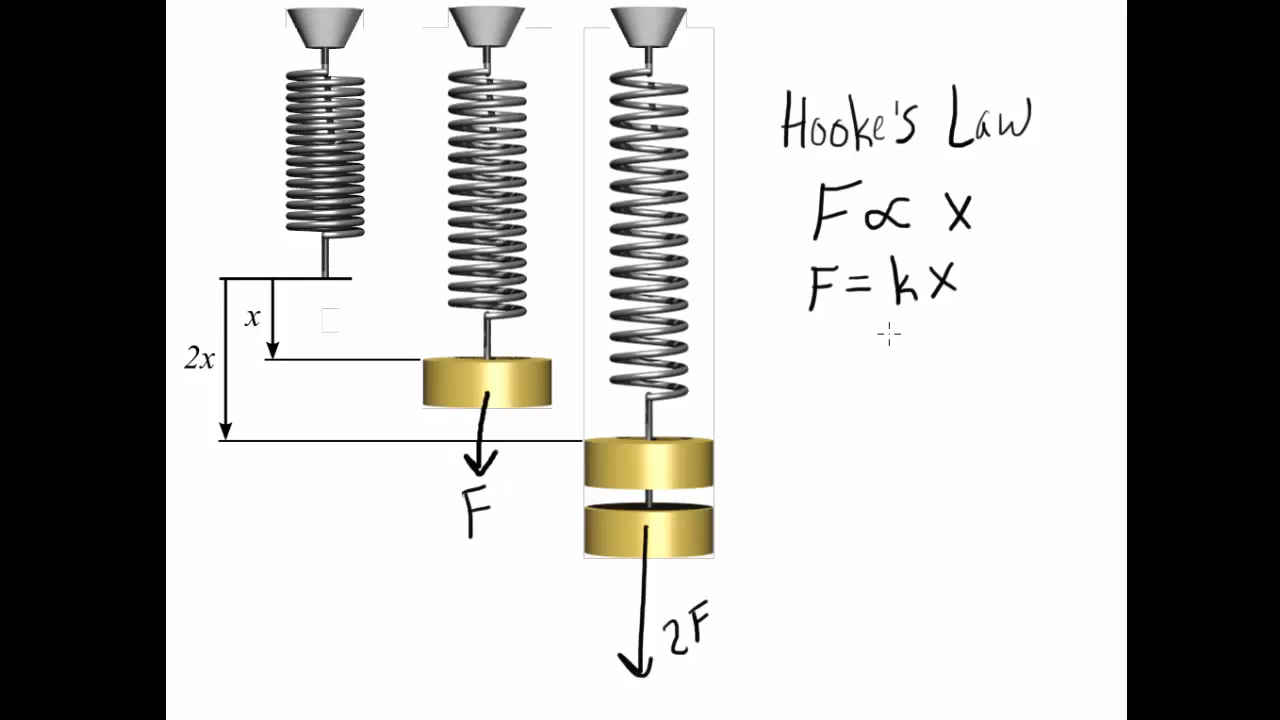 Hooke's Law
F ∝ x
F = kx
x
2x
F
2F